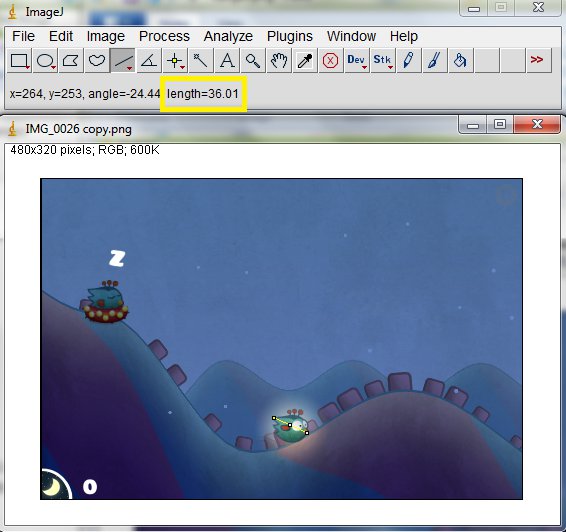 ImageJ
File Edit Image Process Analyze Plugins Window Help
A Dev Stk >>
x=264, y=253, angle=-24.44 length=36.01
IMG_0026 copy.png
480x320 pixels; RGB; 600K
z
0